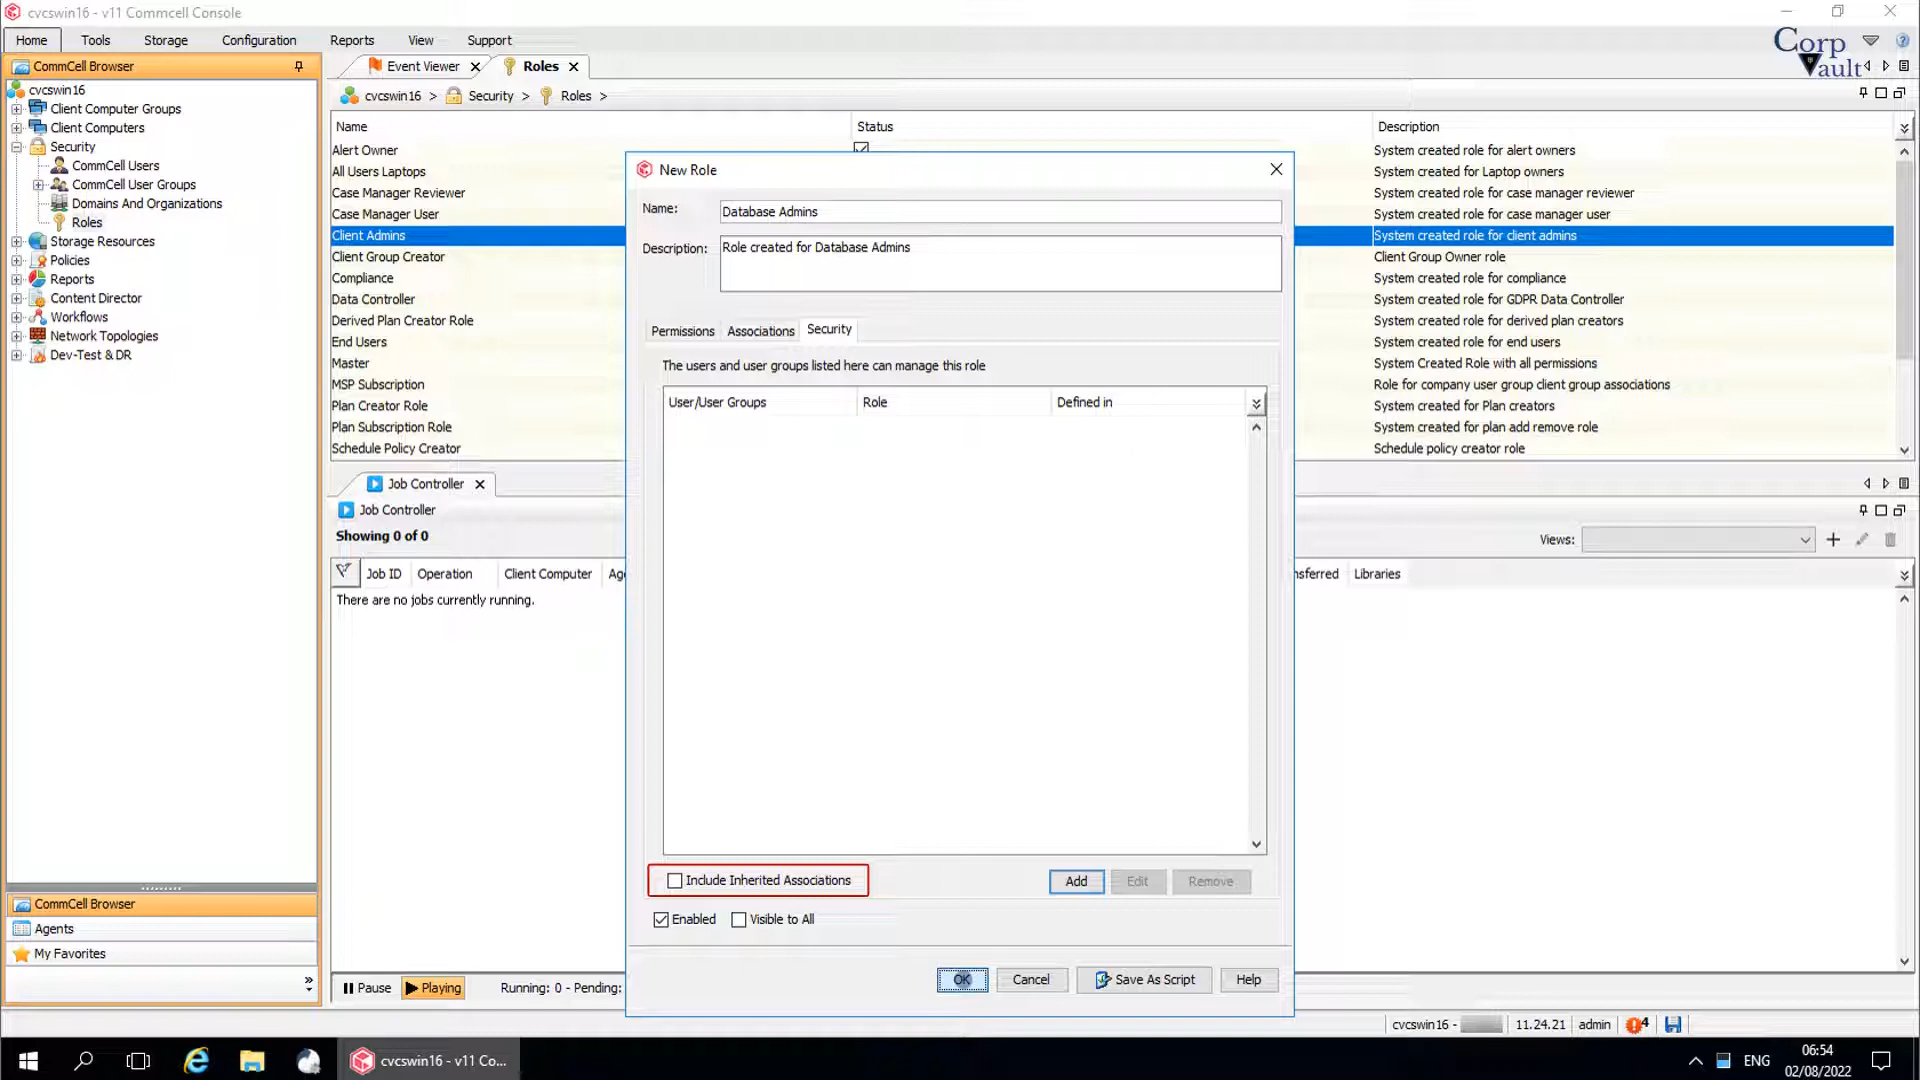 cvcswin16 - v11 Commcell Console
Home Tools Storage Configuration Reports View Support
Corp Vault
CommCell Browser
Event Viewer Roles
cvcswin16
cvcswin16 > Security > Roles >
Client Computer Groups
Client Computers
Security
CommCell Users
CommCell User Groups
Domains And Organizations
Roles
Storage Resources
Policies
Reports
Content Director
Workflows
Network Topologies
Dev-Test & DR
Name Status Description
Alert Owner System created role for alert owners
All Users Laptops System created for Laptop owners
Case Manager Reviewer System created role for case manager reviewer
Case Manager User System created role for case manager user
Client Admins System created role for client admins
Client Group Creator Client Group Owner role
Compliance System created role for compliance
Data Controller System created role for GDPR Data Controller
Derived Plan Creator Role System created role for derived plan creators
End Users System created role for end users
Master System Created Role with all permissions
MSP Subscription Role for company user group client group associations
Plan Creator Role System created for Plan creators
Plan Subscription Role System created for plan add remove role
Schedule Policy Creator Schedule policy creator role
New Role
Name: Database Admins
Description: Role created for Database Admins
Permissions Associations Security
The users and user groups listed here can manage this role
User/User Groups Role Defined in
Include Inherited Associations
Add Edit Remove
Enabled Visible to All
OK Cancel Save As Script Help
Job Controller
Job Controller
Showing 0 of 0
Views:
Job ID Operation Client Computer Ag nsferred Libraries
There are no jobs currently running.
CommCell Browser
Agents
My Favorites
Pause Playing Running: 0 - Pending:
cvcswin16 - 11.24.21 admin 4
cvcswin16 - v11 Co...
ENG
06:54
02/08/2022